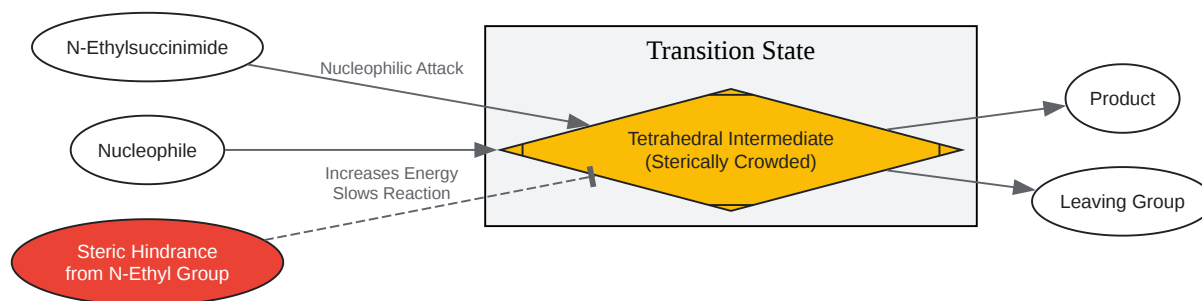 N-Ethylsuccinimide
Nucleophilic Attack
Transition State
Nucleophile
Tetrahedral Intermediate
(Sterically Crowded)
Product
Increases Energy
Slows Reaction
Leaving Group
Steric Hindrance
from N-Ethyl Group